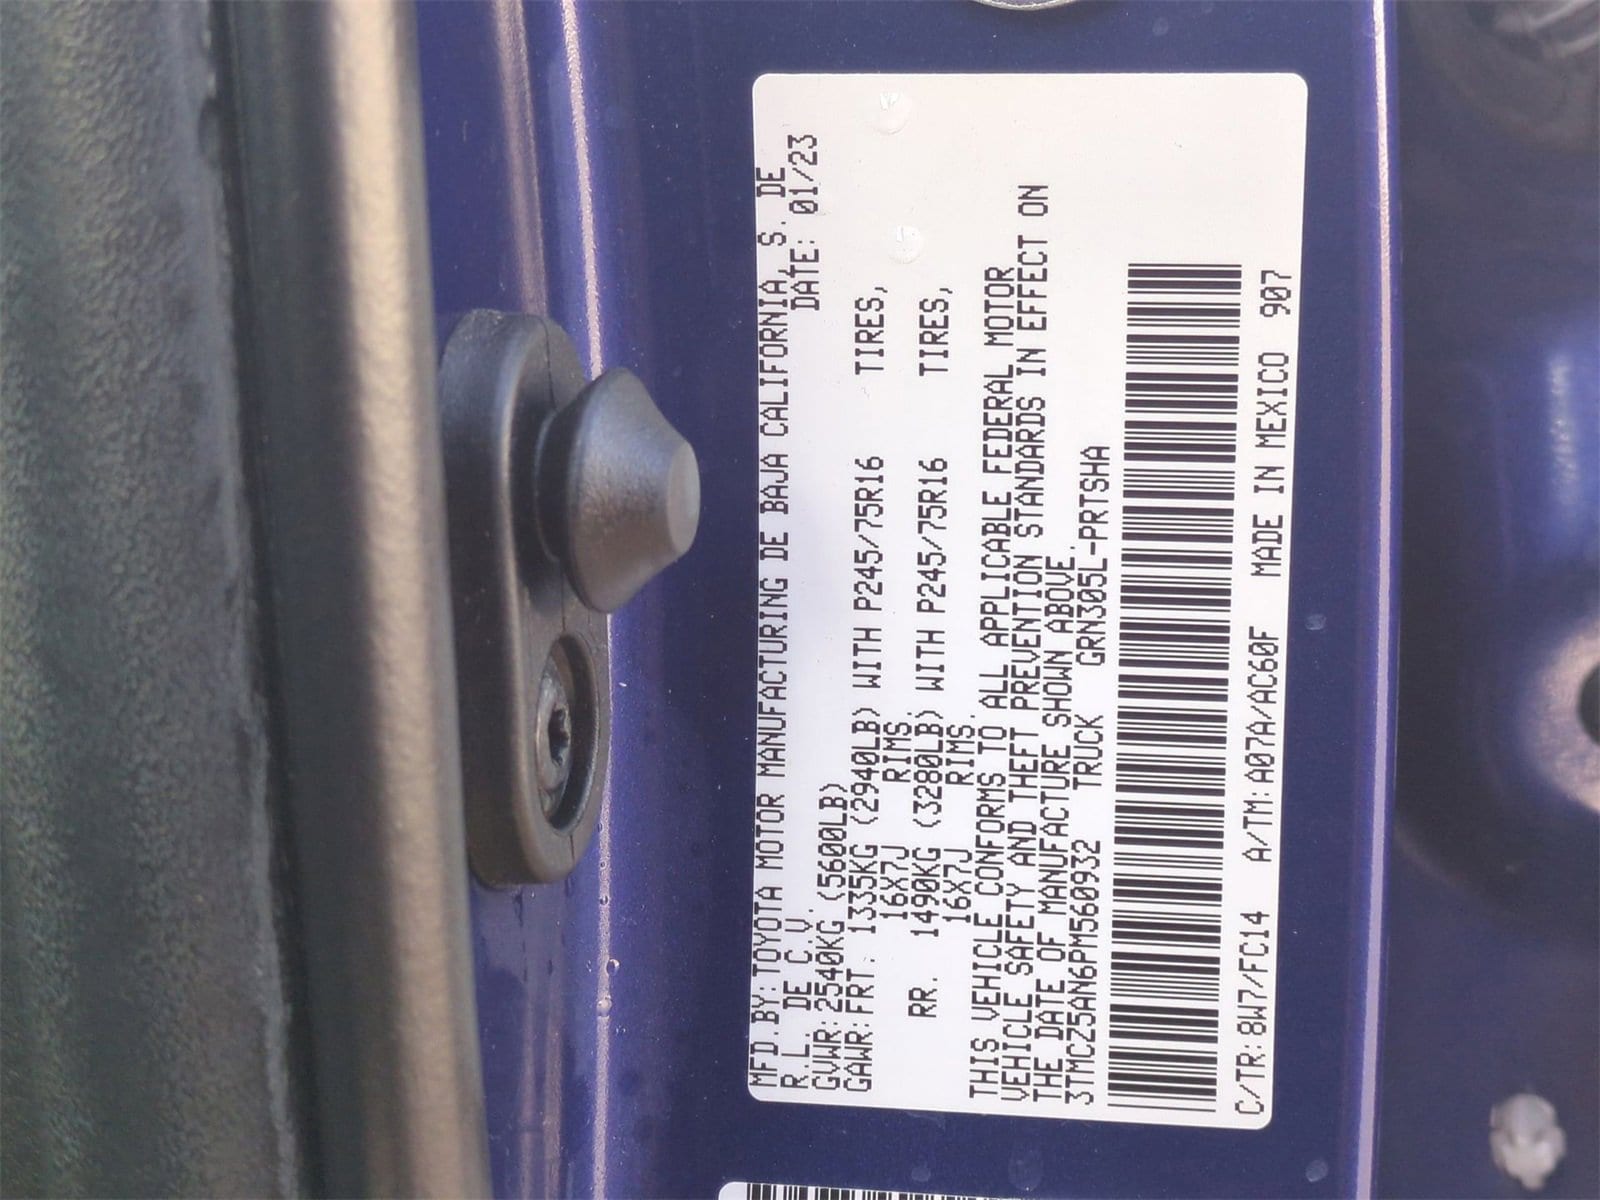 MFD.BY:TOYOTA MOTOR MANUFACTURING DE BAJA CALIFORNIA, S. DE
R.L. DE C.V. DATE: 01/23
GVWR:2540KG (5600LB)
GAWR:FRT. 1335KG (2940LB) WITH P245/75R16 TIRES,
16X7J RIMS.
RR. 1490KG (3280LB) WITH P245/75R16 TIRES,
16X7J RIMS.
THIS VEHICLE CONFORMS TO ALL APPLICABLE FEDERAL MOTOR
VEHICLE SAFETY AND THEFT PREVENTION STANDARDS IN EFFECT ON
THE DATE OF MANUFACTURE SHOWN ABOVE.
3TMCZ5AN6PM560932 TRUCK GRN305L-PRTSHA
C/TR:8W7/FC14 A/TM:A07A/AC60F MADE IN MEXICO 907